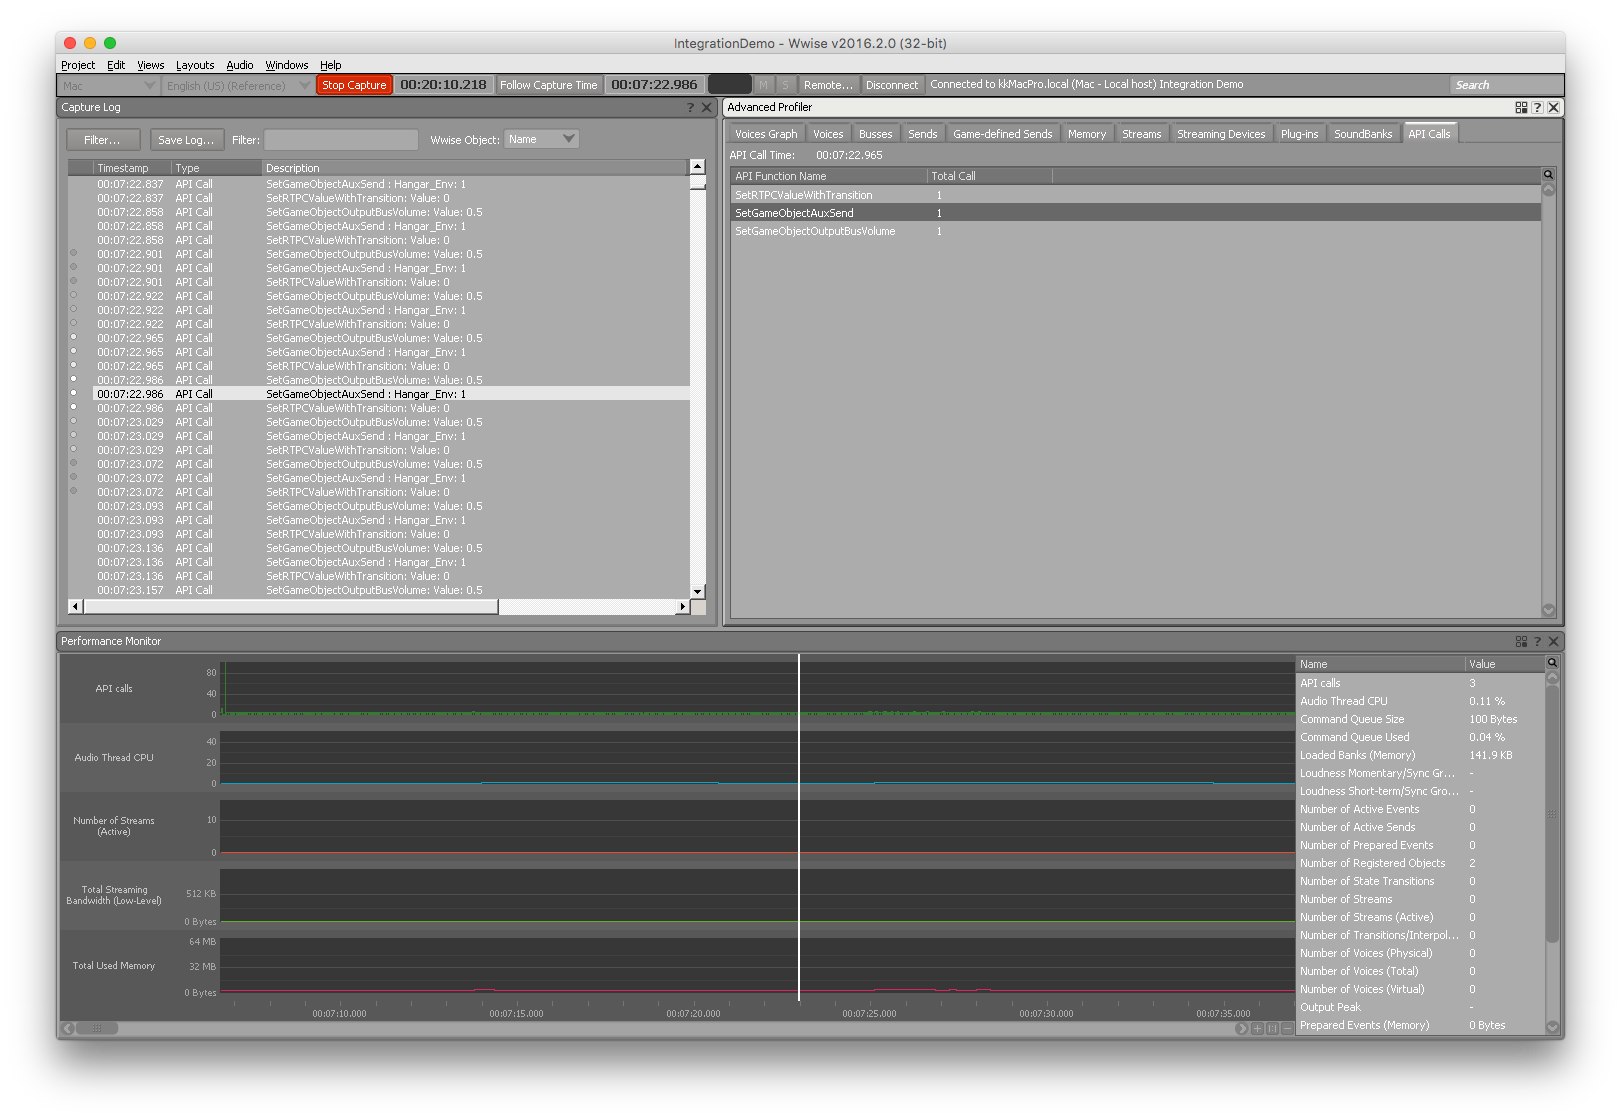 IntegrationDemo - Wwise v2016.2.0 (32-bit)
Project Edit Views Layouts Audio Windows Help
Mac English (US) (Reference) Stop Capture 00:20:10.218 Follow Capture Time 00:07:22.986 M S Remote... Disconnect Connected to kkMacPro.local (Mac - Local host) Integration Demo Search
Capture Log ?
Filter... Save Log... Filter: Wwise Object: Name
Timestamp Type Description
00:07:22.837 API Call SetGameObjectAuxSend : Hangar_Env: 1
00:07:22.837 API Call SetRTPCValueWithTransition: Value: 0
00:07:22.858 API Call SetGameObjectOutputBusVolume: Value: 0.5
00:07:22.858 API Call SetGameObjectAuxSend : Hangar_Env: 1
00:07:22.858 API Call SetRTPCValueWithTransition: Value: 0
00:07:22.901 API Call SetGameObjectOutputBusVolume: Value: 0.5
00:07:22.901 API Call SetGameObjectAuxSend : Hangar_Env: 1
00:07:22.901 API Call SetRTPCValueWithTransition: Value: 0
00:07:22.922 API Call SetGameObjectOutputBusVolume: Value: 0.5
00:07:22.922 API Call SetGameObjectAuxSend : Hangar_Env: 1
00:07:22.922 API Call SetRTPCValueWithTransition: Value: 0
00:07:22.965 API Call SetGameObjectOutputBusVolume: Value: 0.5
00:07:22.965 API Call SetGameObjectAuxSend : Hangar_Env: 1
00:07:22.965 API Call SetRTPCValueWithTransition: Value: 0
00:07:22.986 API Call SetGameObjectOutputBusVolume: Value: 0.5
00:07:22.986 API Call SetGameObjectAuxSend : Hangar_Env: 1
00:07:22.986 API Call SetRTPCValueWithTransition: Value: 0
00:07:23.029 API Call SetGameObjectOutputBusVolume: Value: 0.5
00:07:23.029 API Call SetGameObjectAuxSend : Hangar_Env: 1
00:07:23.029 API Call SetRTPCValueWithTransition: Value: 0
00:07:23.072 API Call SetGameObjectOutputBusVolume: Value: 0.5
00:07:23.072 API Call SetGameObjectAuxSend : Hangar_Env: 1
00:07:23.072 API Call SetRTPCValueWithTransition: Value: 0
00:07:23.093 API Call SetGameObjectOutputBusVolume: Value: 0.5
00:07:23.093 API Call SetGameObjectAuxSend : Hangar_Env: 1
00:07:23.093 API Call SetRTPCValueWithTransition: Value: 0
00:07:23.136 API Call SetGameObjectOutputBusVolume: Value: 0.5
00:07:23.136 API Call SetGameObjectAuxSend : Hangar_Env: 1
00:07:23.136 API Call SetRTPCValueWithTransition: Value: 0
00:07:23.157 API Call SetGameObjectOutputBusVolume: Value: 0.5
Advanced Profiler ?
Voices Graph Voices Busses Sends Game-defined Sends Memory Streams Streaming Devices Plug-ins SoundBanks API Calls
API Call Time: 00:07:22.965
API Function Name Total Call
SetRTPCValueWithTransition 1
SetGameObjectAuxSend 1
SetGameObjectOutputBusVolume 1
Performance Monitor ?
API calls 80 40 0
Audio Thread CPU 40 20 0
Number of Streams (Active) 10 0
Total Streaming Bandwidth (Low-Level) 512 KB 0 Bytes
Total Used Memory 64 MB 32 MB 0 Bytes
00:07:10.000 00:07:15.000 00:07:20.000 00:07:25.000 00:07:30.000 00:07:35.000
Name Value
API calls 3
Audio Thread CPU 0.11 %
Command Queue Size 100 Bytes
Command Queue Used 0.04 %
Loaded Banks (Memory) 141.9 KB
Loudness Momentary/Sync Gr... -
Loudness Short-term/Sync Gro... -
Number of Active Events 0
Number of Active Sends 0
Number of Prepared Events 0
Number of Registered Objects 2
Number of State Transitions 0
Number of Streams 0
Number of Streams (Active) 0
Number of Transitions/Interpol... 0
Number of Voices (Physical) 0
Number of Voices (Total) 0
Number of Voices (Virtual) 0
Output Peak -
Prepared Events (Memory) 0 Bytes